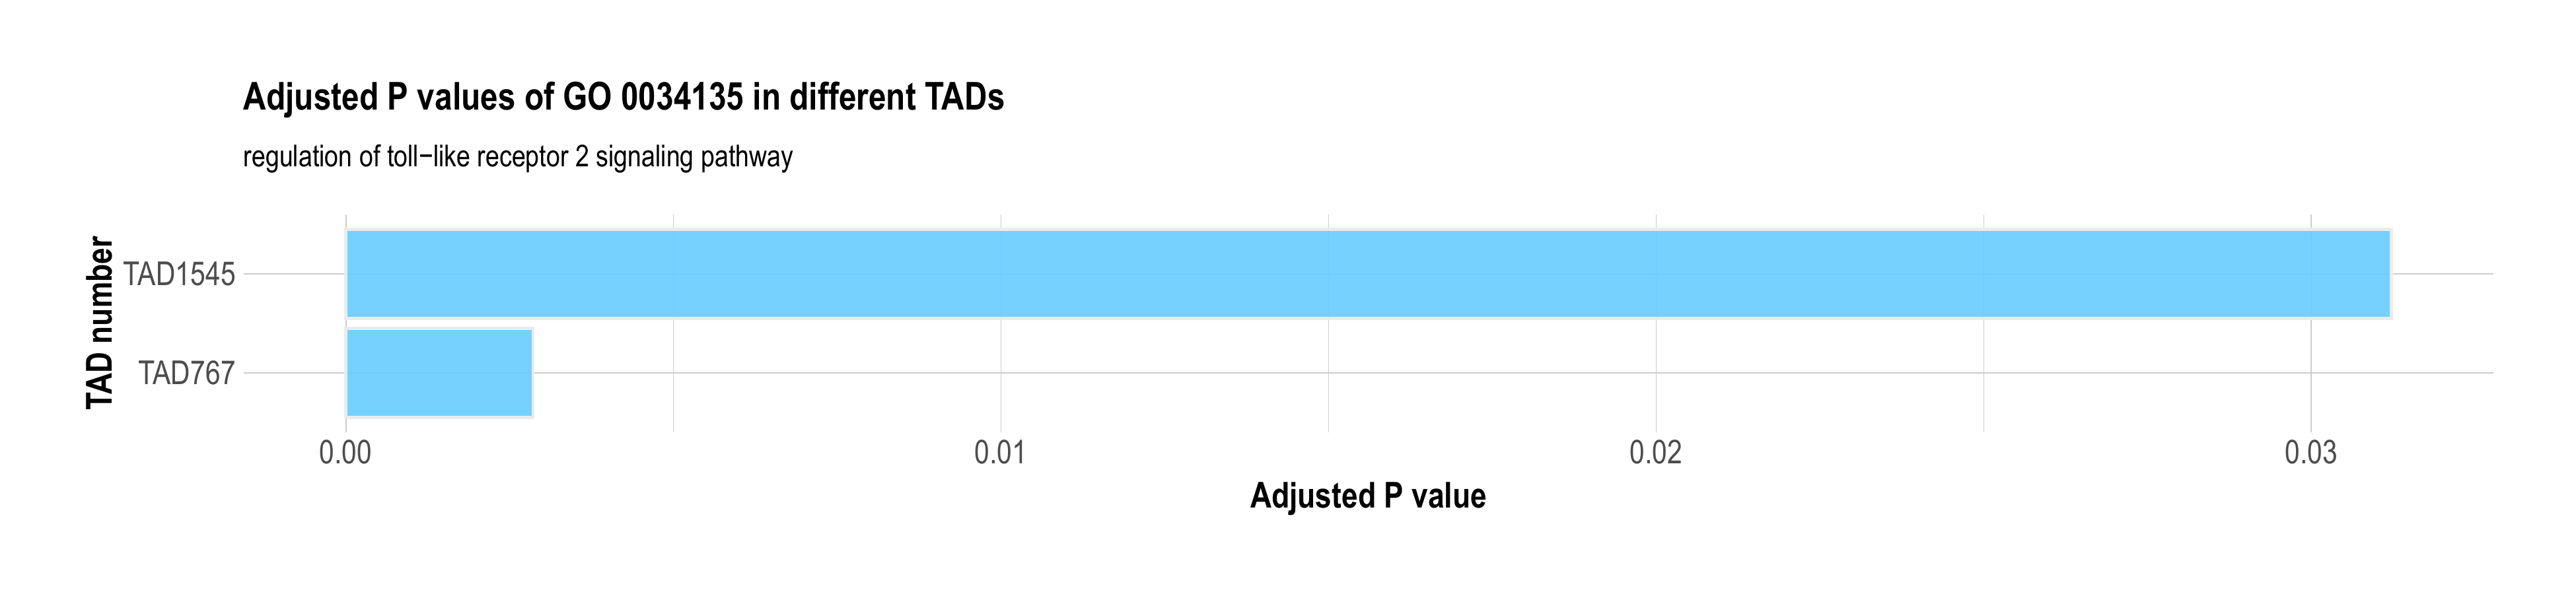 Adjusted P values of GO 0034135 in different TADs
regulation of toll−like receptor 2 signaling pathway
TAD number
TAD1545
TAD767
0.00 0.01 0.02 0.03
Adjusted P value